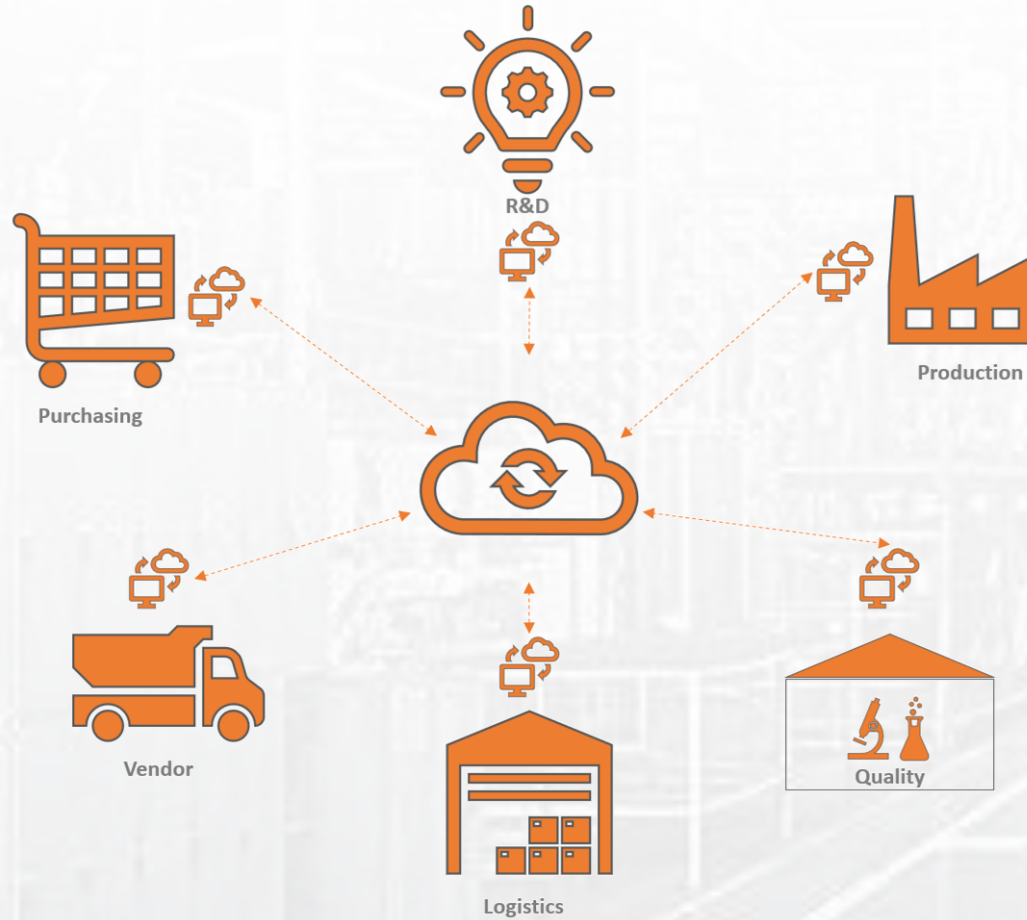 R&D
Production
Purchasing
Vendor
Quality
Logistics